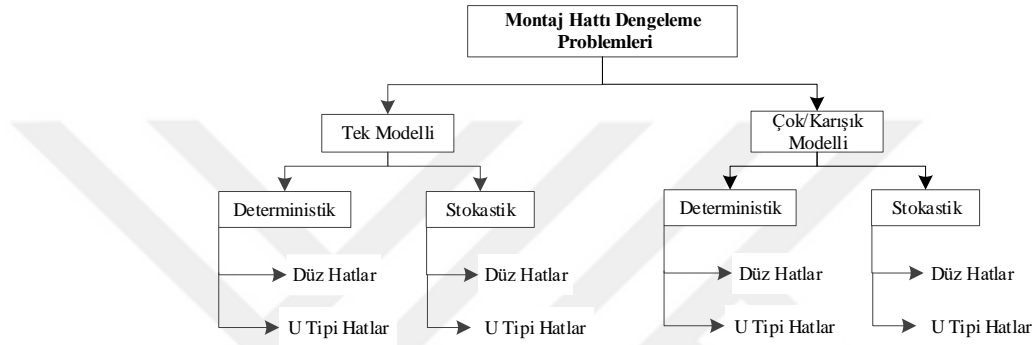 Montaj Hattı Dengeleme
Problemleri
Tek Modelli
Çok/Karışık
Modelli
Deterministik
Stokastik
Deterministik
Stokastik
Düz Hatlar
Düz Hatlar
Düz Hatlar
Düz Hatlar
U Tipi Hatlar
U Tipi Hatlar
U Tipi Hatlar
U Tipi Hatlar